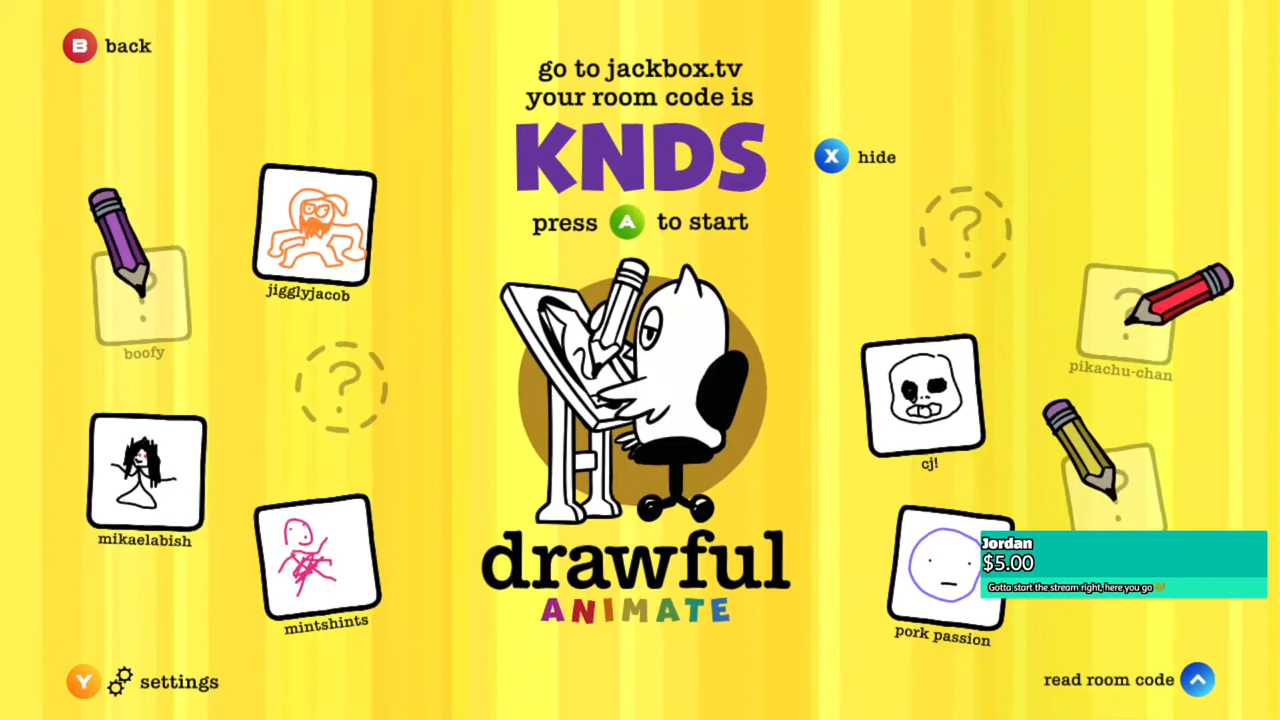 B back
go to jackbox.tv
your room code is
KNDS
X hide
press A to start
jigglyjacob
boofy
pikachu-chan
cj!
mikaelabish
mintshints
drawful
ANIMATE
Jordan
$5.00
Gotta start the stream right, here you go
pork passion
Y settings
read room code